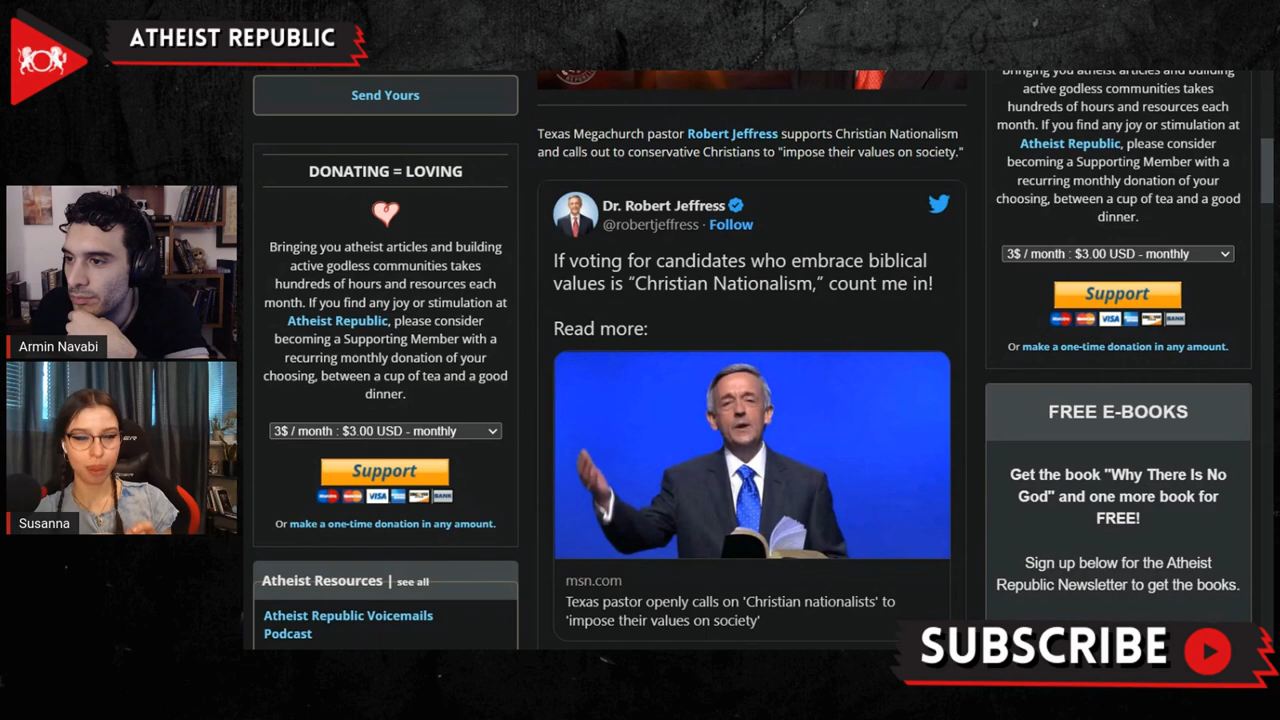 ATHEIST REPUBLIC
Send Yours
DONATING = LOVING
Bringing you atheist articles and building
active godless communities takes
hundreds of hours and resources each
month. If you find any joy or stimulation at
Atheist Republic, please consider
becoming a Supporting Member with a
recurring monthly donation of your
choosing, between a cup of tea and a good
dinner.
3$ / month : $3.00 USD - monthly
Support
VISA
BANK
Or make a one-time donation in any amount.
Atheist Resources | see all
Atheist Republic Voicemails
Podcast
Armin Navabi
Susanna
Texas Megachurch pastor Robert Jeffress supports Christian Nationalism
and calls out to conservative Christians to "impose their values on society."
Dr. Robert Jeffress
@robertjeffress · Follow
If voting for candidates who embrace biblical
values is “Christian Nationalism,“ count me in!
Read more:
msn.com
Texas pastor openly calls on 'Christian nationalists' to
'impose their values on society'
Bringing you atheist articles and building
active godless communities takes
hundreds of hours and resources each
month. If you find any joy or stimulation at
Atheist Republic, please consider
becoming a Supporting Member with a
recurring monthly donation of your
choosing, between a cup of tea and a good
dinner.
3$ / month : $3.00 USD - monthly
Support
VISA
BANK
Or make a one-time donation in any amount.
FREE E-BOOKS
Get the book "Why There Is No
God" and one more book for
FREE!
Sign up below for the Atheist
Republic Newsletter to get the books.
SUBSCRIBE